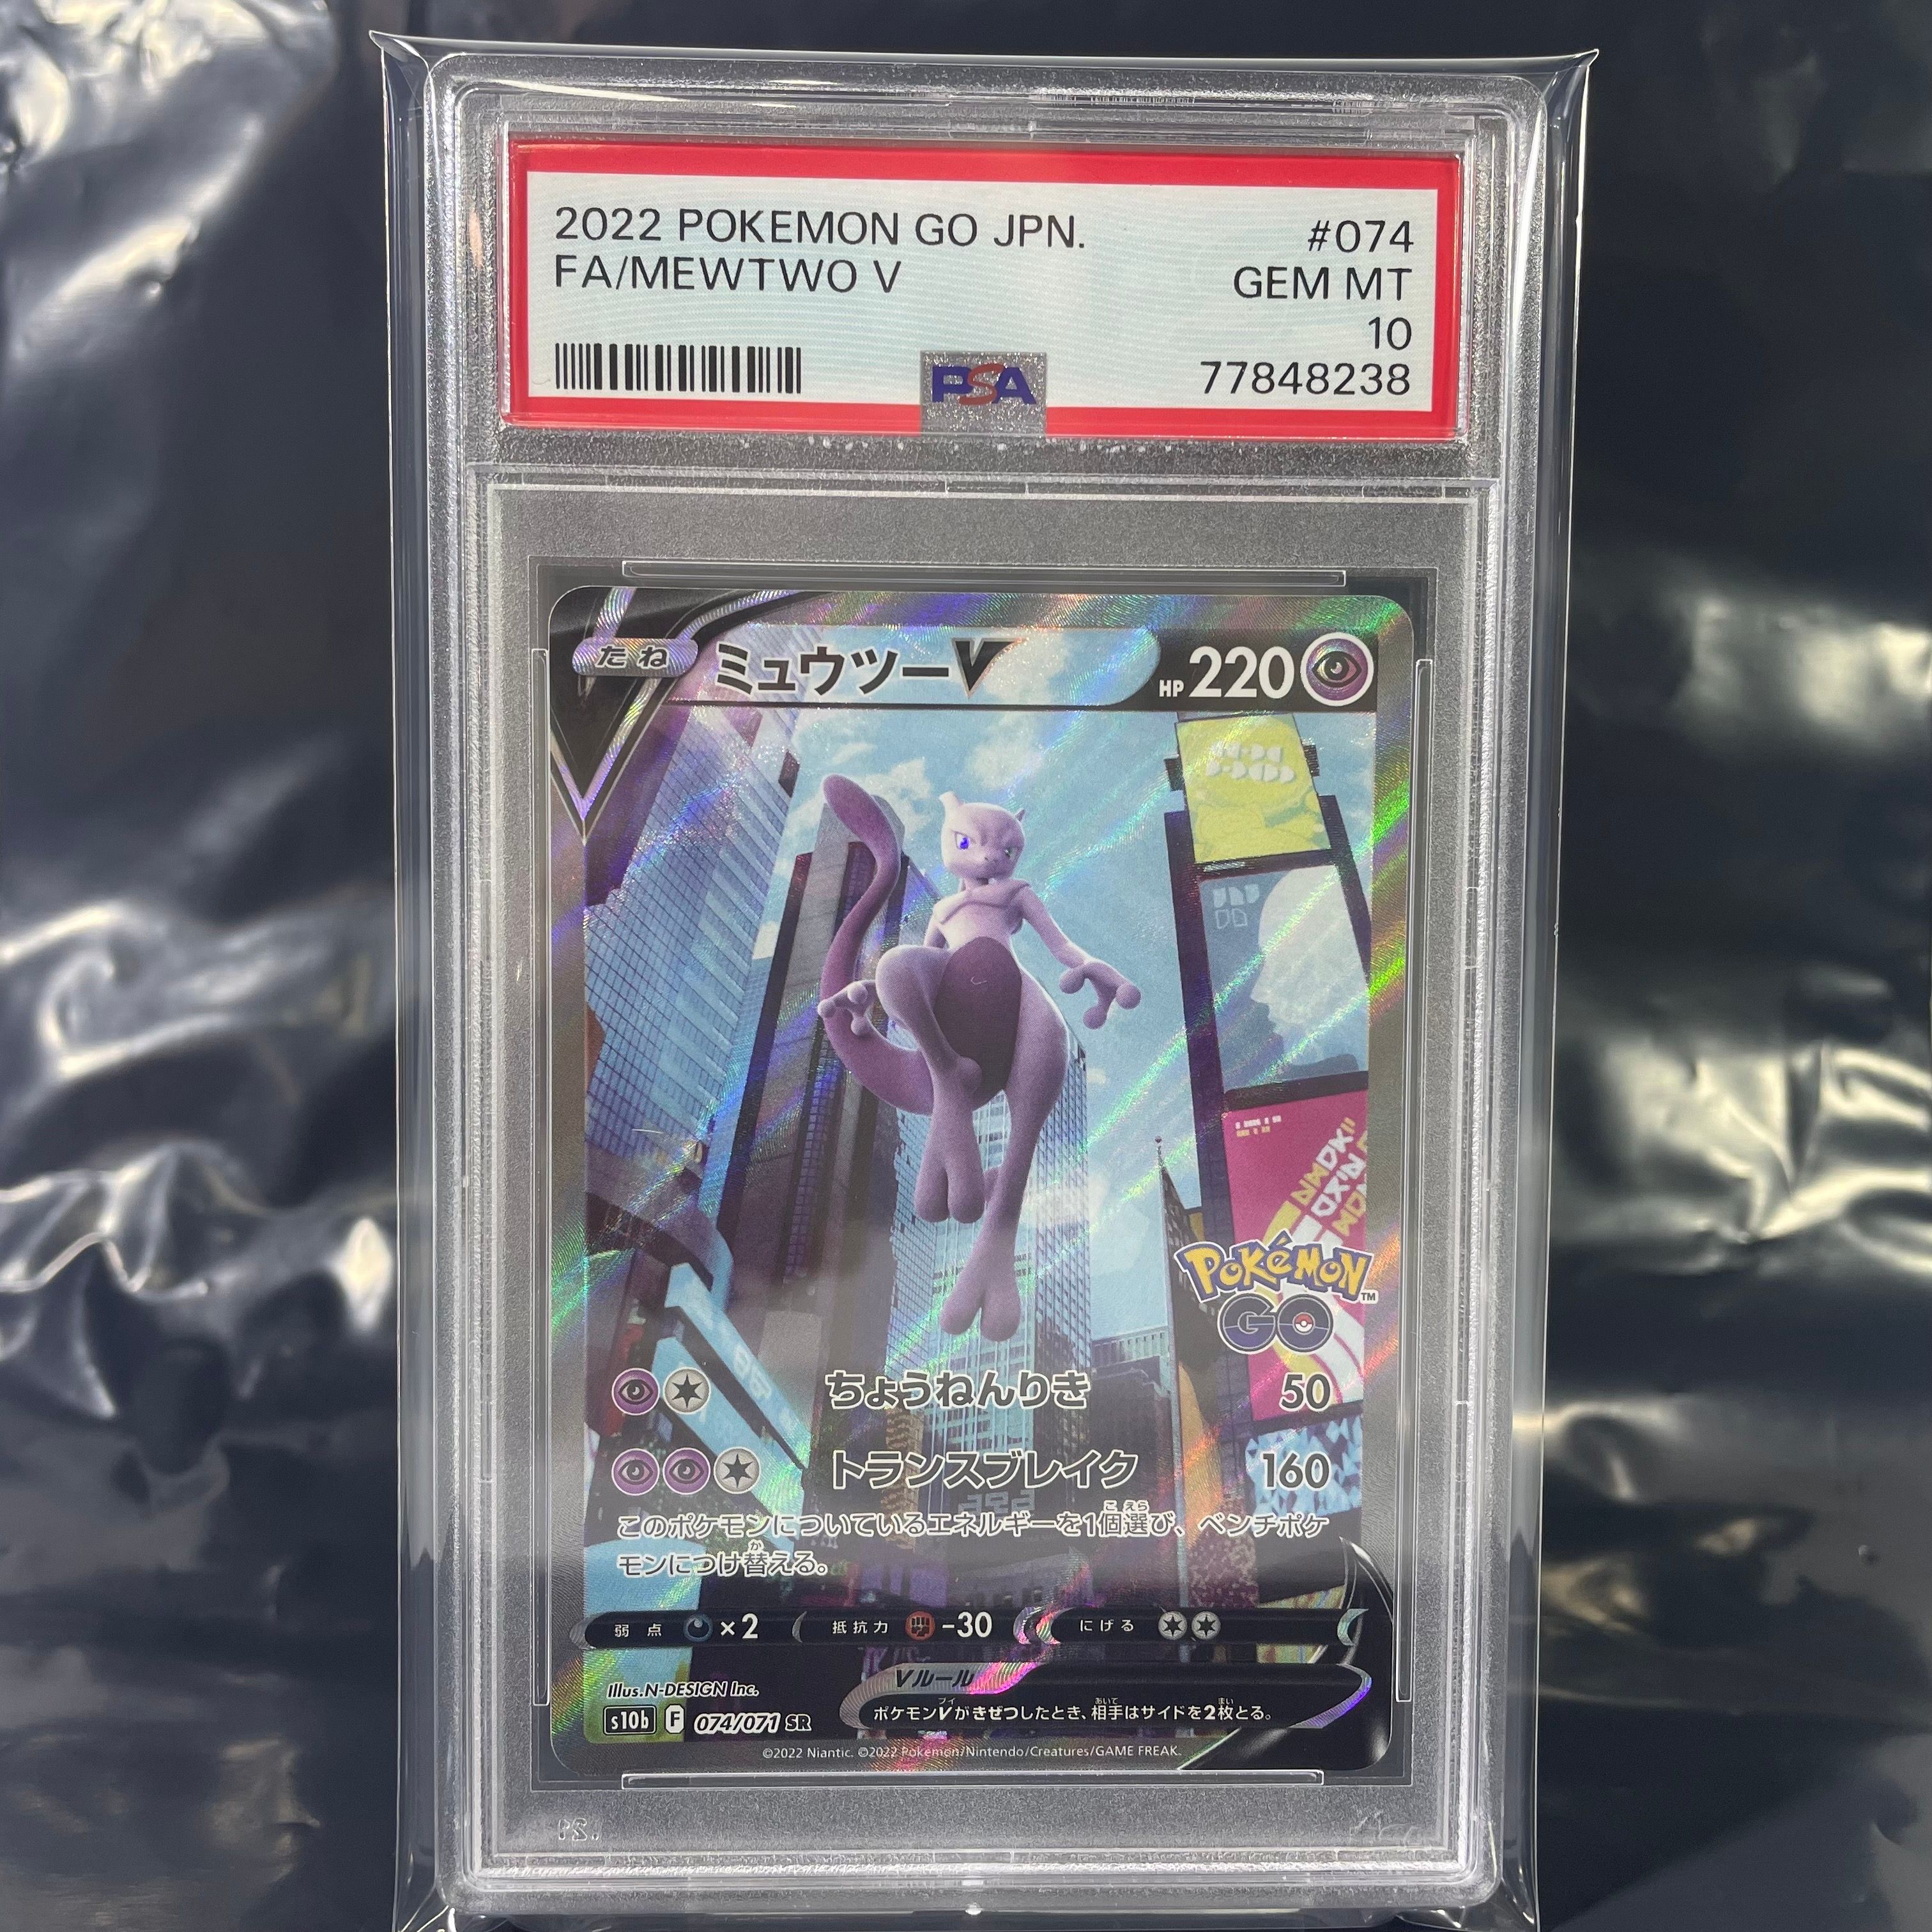 2022 POKEMON GO JPN. #074
FA/MEWTWO V GEM MT
10
77848238
PSA
たね ミュウツーV HP 220
Pokémon
GO™
ちょうねんりき 50
トランスブレイク 160
このポケモンについているエネルギーを1個選び、ベンチポケ
モンにつけ替える。
弱点 ×2 抵抗力 -30 にげる
Vルール
ポケモンVがきぜつしたとき、相手はサイドを2枚とる。
Illus.N-DESIGN Inc.
s10b F 074/071 SR
©2022 Niantic. ©2022 Pokémon/Nintendo/Creatures/GAME FREAK.